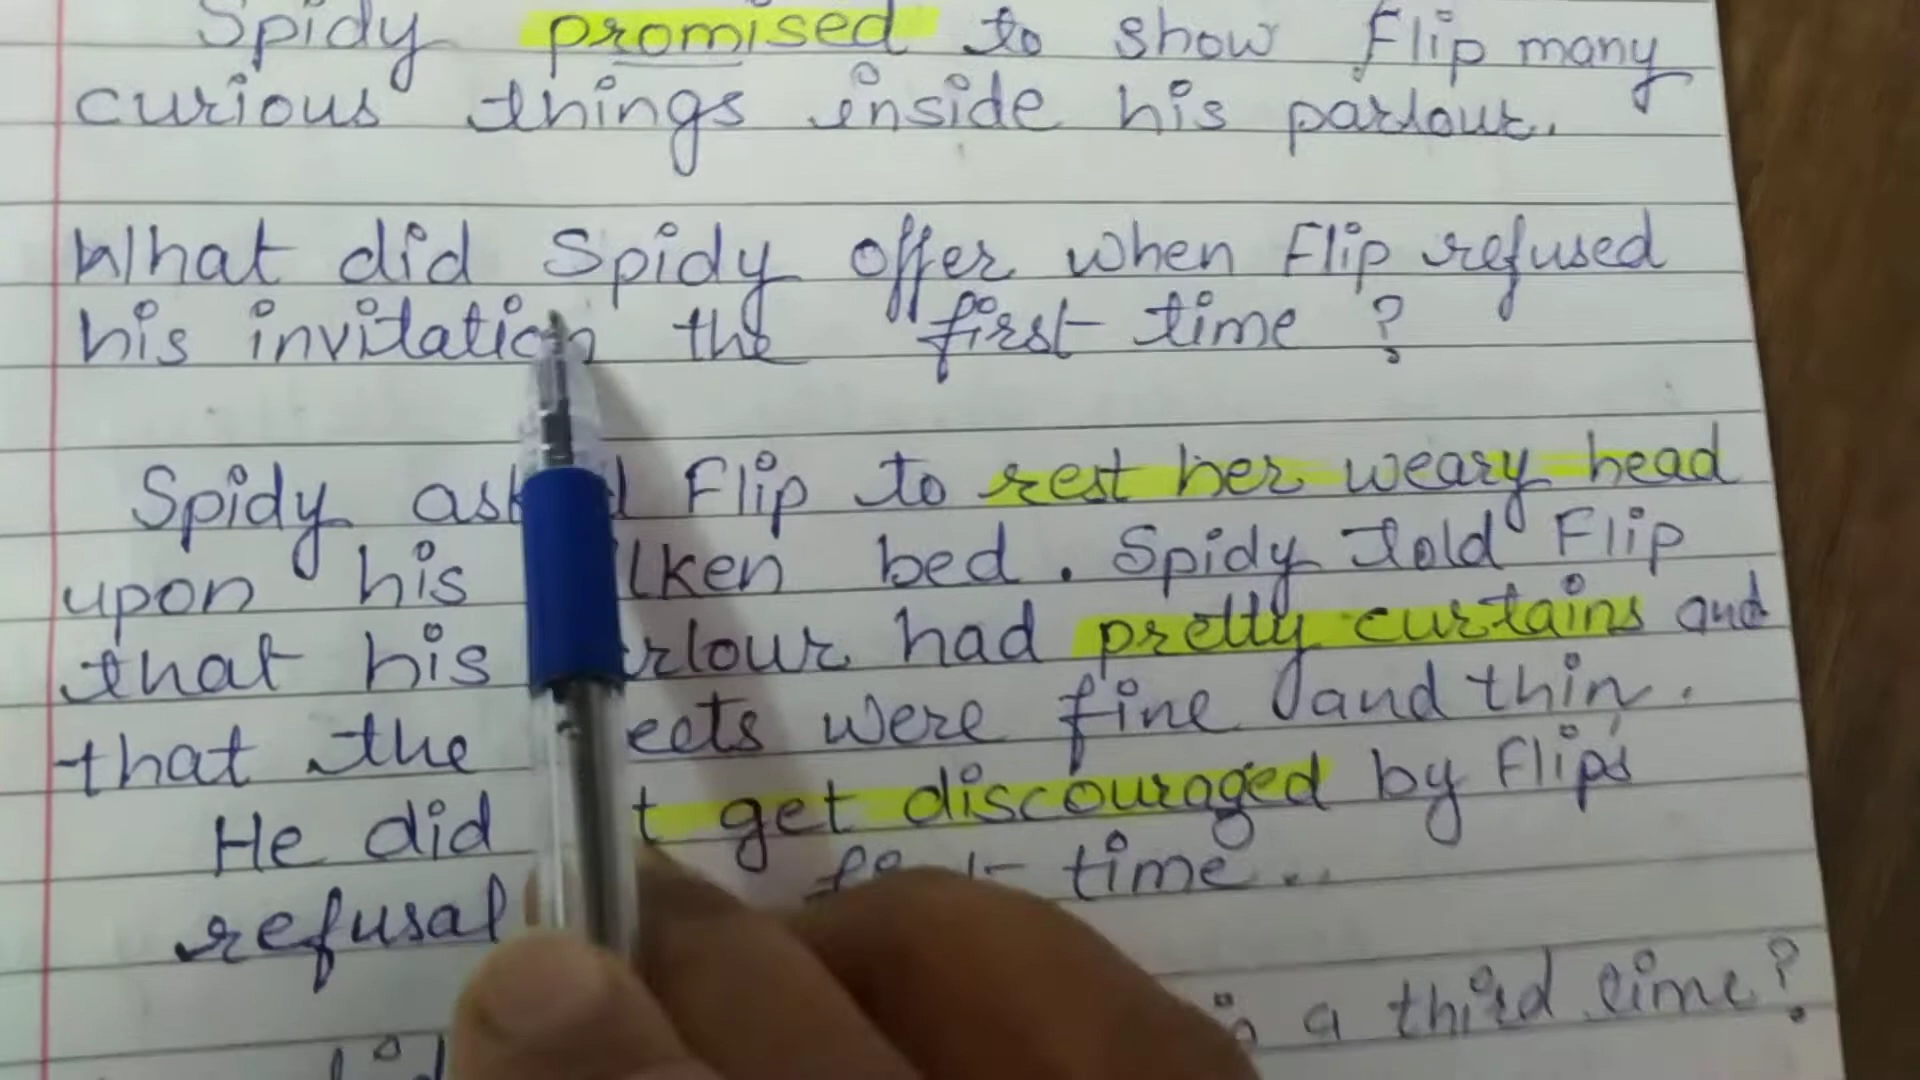 Spidy promised to show Flip many
curious things inside his parlour.
What did Spidy offer when Flip refused
his invitation the first time ?
Spidy asked Flip to rest her weary head
upon his lken bed. Spidy told Flip
that his rlour had pretty curtains and
that the eets were fine and thin.
He did t get discouraged by Flip's
refusal time..
a third time?